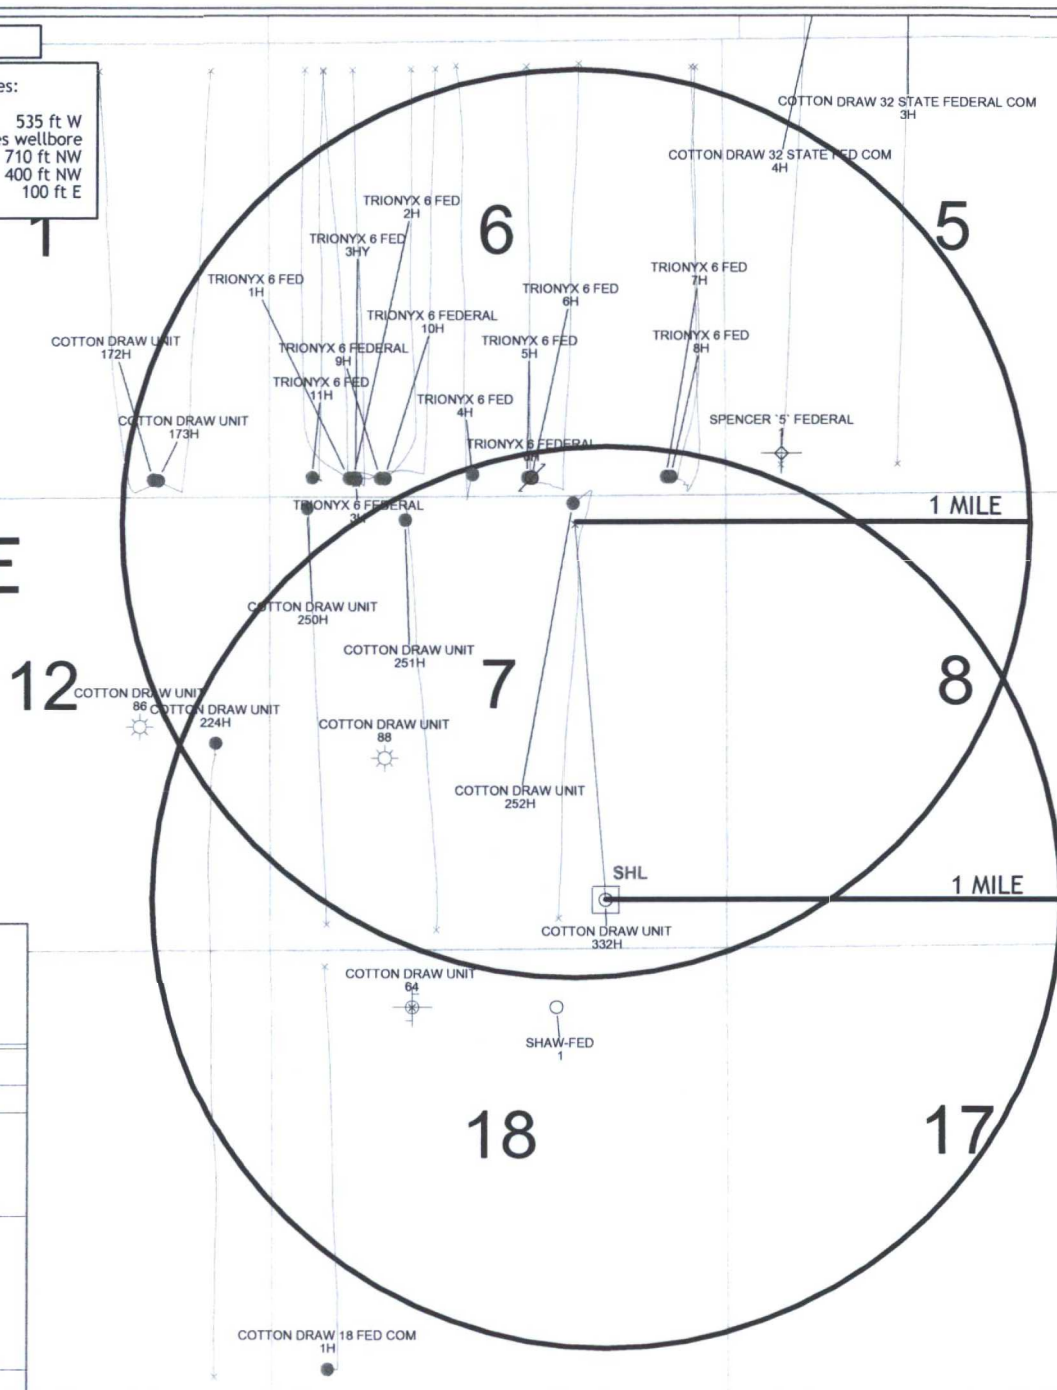 es:
535 ft W
es wellbore
710 ft NW
400 ft NW
100 ft E
COTTON DRAW 32 STATE FEDERAL COM
3H
COTTON DRAW 32 STATE FED COM
4H
1
6
5
TRIONYX 6 FED
2H
TRIONYX 6 FED
3HY
TRIONYX 6 FED
1H
TRIONYX 6 FED
7H
TRIONYX 6 FED
6H
TRIONYX 6 FEDERAL
10H
COTTON DRAW UNIT
172H
TRIONYX 6 FEDERAL
9H
TRIONYX 6 FED
5H
TRIONYX 6 FED
8H
TRIONYX 6 FED
11H
TRIONYX 6 FED
4H
COTTON DRAW UNIT
173H
SPENCER '5' FEDERAL
1
TRIONYX 6 FEDERAL
TRIONYX 6 FEDERAL
3H
1 MILE
E
COTTON DRAW UNIT
250H
COTTON DRAW UNIT
251H
12
7
8
COTTON DRAW UNIT
86
COTTON DRAW UNIT
224H
COTTON DRAW UNIT
88
COTTON DRAW UNIT
252H
SHL
1 MILE
COTTON DRAW UNIT
332H
COTTON DRAW UNIT
64
SHAW-FED
1
18
17
COTTON DRAW 18 FED COM
1H